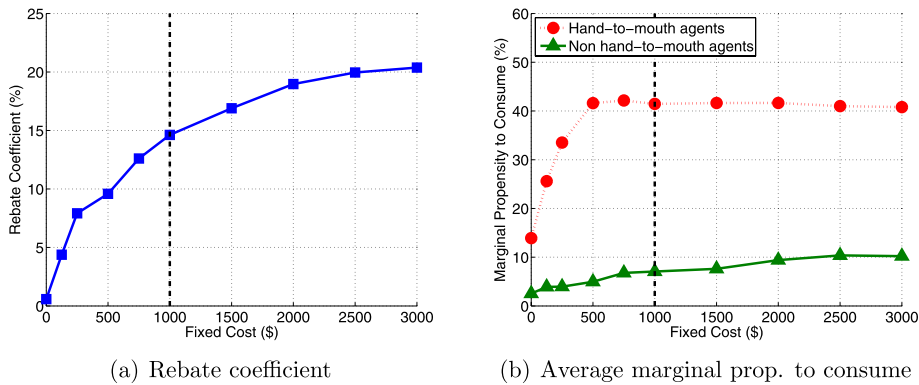 25
20
15
10
5
0
Rebate Coefficient (%)
0 500 1000 1500 2000 2500 3000
Fixed Cost ($)
(a) Rebate coefficient
60
50
40
30
20
10
0
Marginal Propensity to Consume (%)
Hand-to-mouth agents
Non hand-to-mouth agents
0 500 1000 1500 2000 2500 3000
Fixed Cost ($)
(b) Average marginal prop. to consume